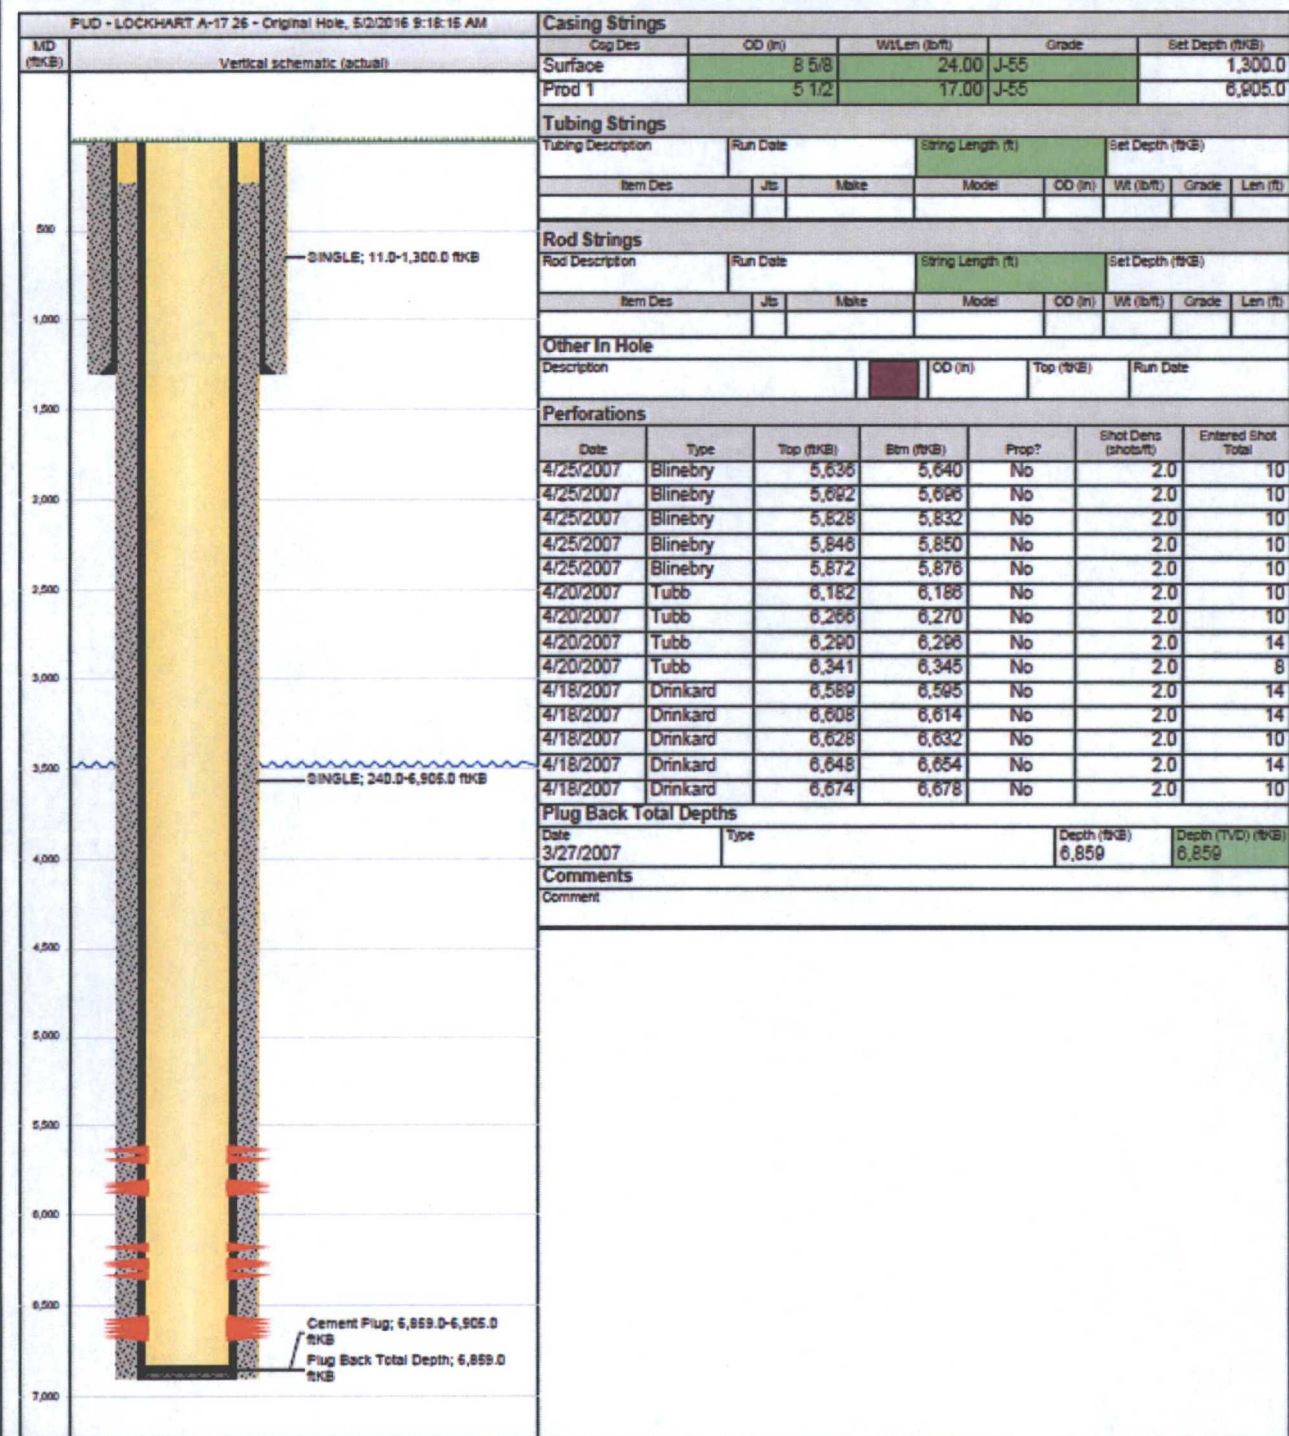 PUD - LOCKHART A-17 26 - Original Hole, 5/2/2016 9:18:15 AM
MD (ftKB)
Vertical schematic (actual)
500
1,000
1,500
2,000
2,500
3,000
3,500
4,000
4,500
5,000
5,500
6,000
6,500
7,000
SINGLE; 11.0-1,300.0 ftKB
SINGLE; 240.0-6,905.0 ftKB
Cement Plug; 6,859.0-6,905.0
ftKB
Plug Back Total Depth; 6,859.0
ftKB
Casing Strings
Csg Des OD (in) Wt/Len (lb/ft) Grade Set Depth (ftKB)
Surface 8 5/8 24.00 J-55 1,300.0
Prod 1 5 1/2 17.00 J-55 6,905.0
Tubing Strings
Tubing Description Run Date String Length (ft) Set Depth (ftKB)
Item Des Jts Make Model OD (in) Wt (lb/ft) Grade Len (ft)
Rod Strings
Rod Description Run Date String Length (ft) Set Depth (ftKB)
Item Des Jts Make Model OD (in) Wt (lb/ft) Grade Len (ft)
Other In Hole
Description OD (in) Top (ftKB) Run Date
Perforations
Date Type Top (ftKB) Btm (ftKB) Prop? Shot Dens (shots/ft) Entered Shot Total
4/25/2007 Blinebry 5,636 5,640 No 2.0 10
4/25/2007 Blinebry 5,692 5,696 No 2.0 10
4/25/2007 Blinebry 5,828 5,832 No 2.0 10
4/25/2007 Blinebry 5,846 5,850 No 2.0 10
4/25/2007 Blinebry 5,872 5,876 No 2.0 10
4/20/2007 Tubb 6,182 6,186 No 2.0 10
4/20/2007 Tubb 6,266 6,270 No 2.0 10
4/20/2007 Tubb 6,290 6,296 No 2.0 14
4/20/2007 Tubb 6,341 6,345 No 2.0 8
4/18/2007 Drinkard 6,589 6,595 No 2.0 14
4/18/2007 Drinkard 6,608 6,614 No 2.0 14
4/18/2007 Drinkard 6,628 6,632 No 2.0 10
4/18/2007 Drinkard 6,648 6,654 No 2.0 14
4/18/2007 Drinkard 6,674 6,678 No 2.0 10
Plug Back Total Depths
Date Type Depth (ftKB) Depth (TVD) (ftKB)
3/27/2007 6,859 6,859
Comments
Comment